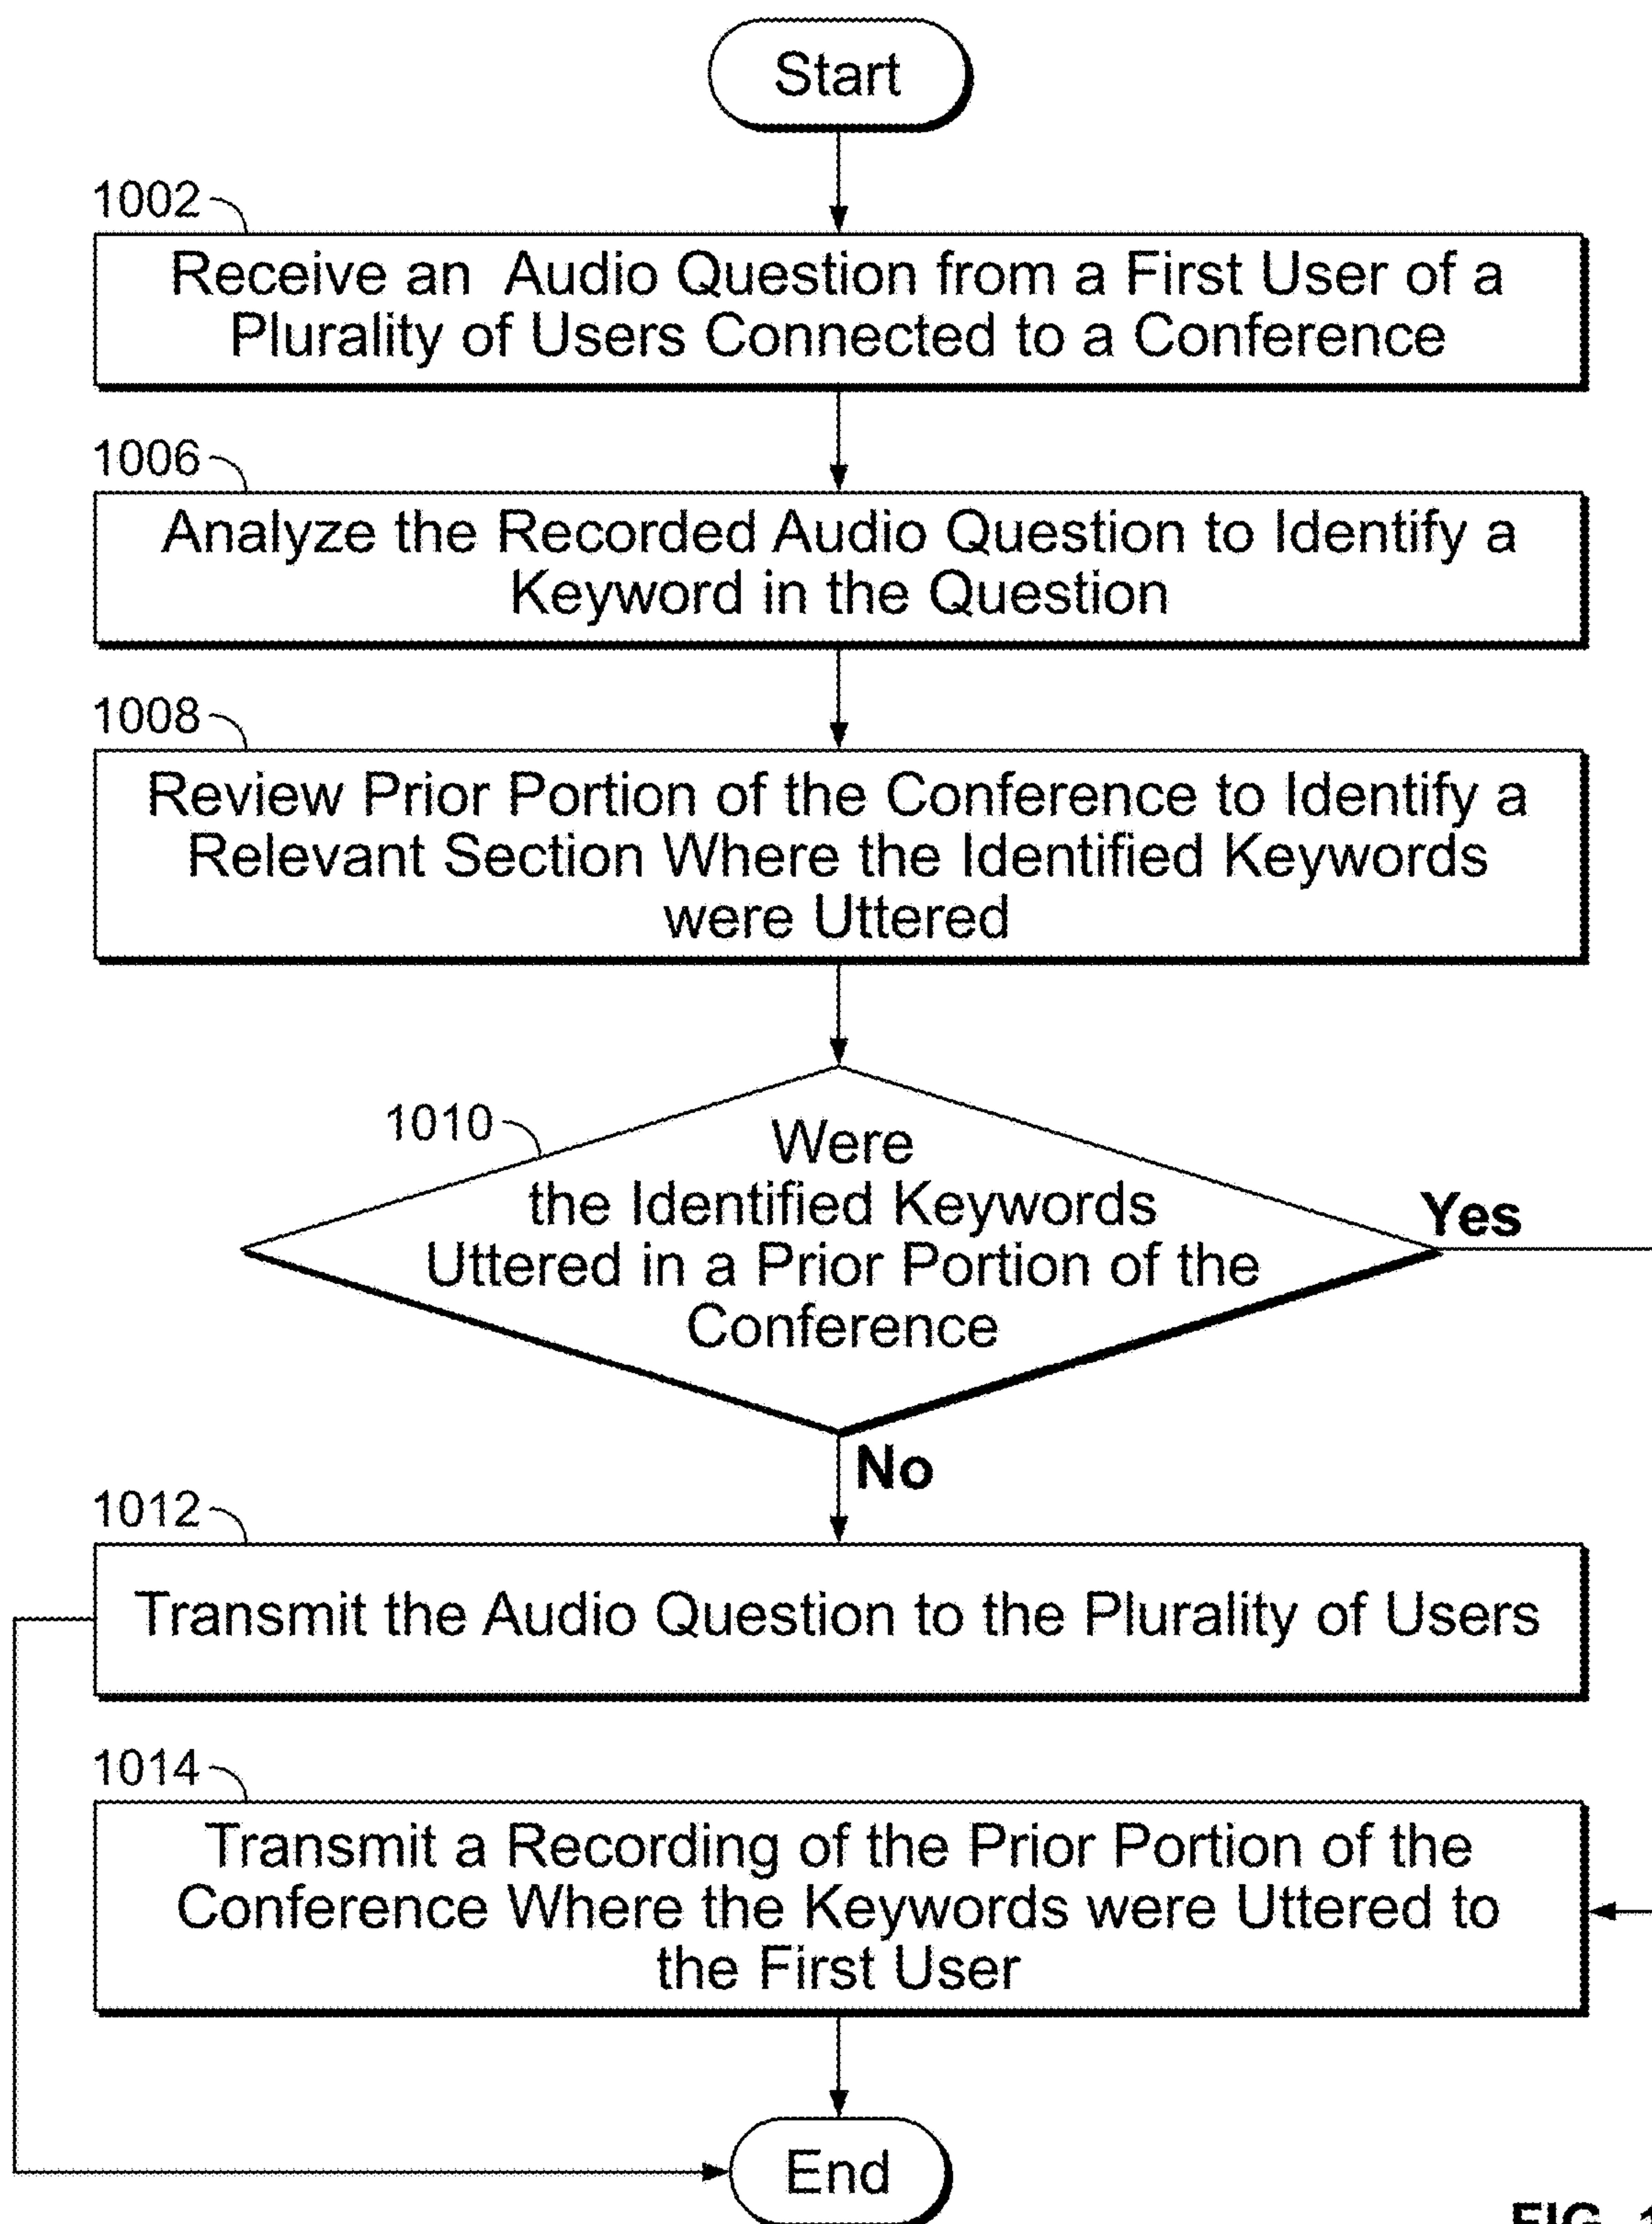 Start
1002
Receive an Audio Question from a First User of a
Plurality of Users Connected to a Conference
1006
Analyze the Recorded Audio Question to Identify a
Keyword in the Question
1008
Review Prior Portion of the Conference to Identify a
Relevant Section Where the Identified Keywords
were Uttered
1010
Were
the Identified Keywords
Uttered in a Prior Portion of the
Conference
Yes
No
1012
Transmit the Audio Question to the Plurality of Users
1014
Transmit a Recording of the Prior Portion of the
Conference Where the Keywords were Uttered to
the First User
End
FIG.